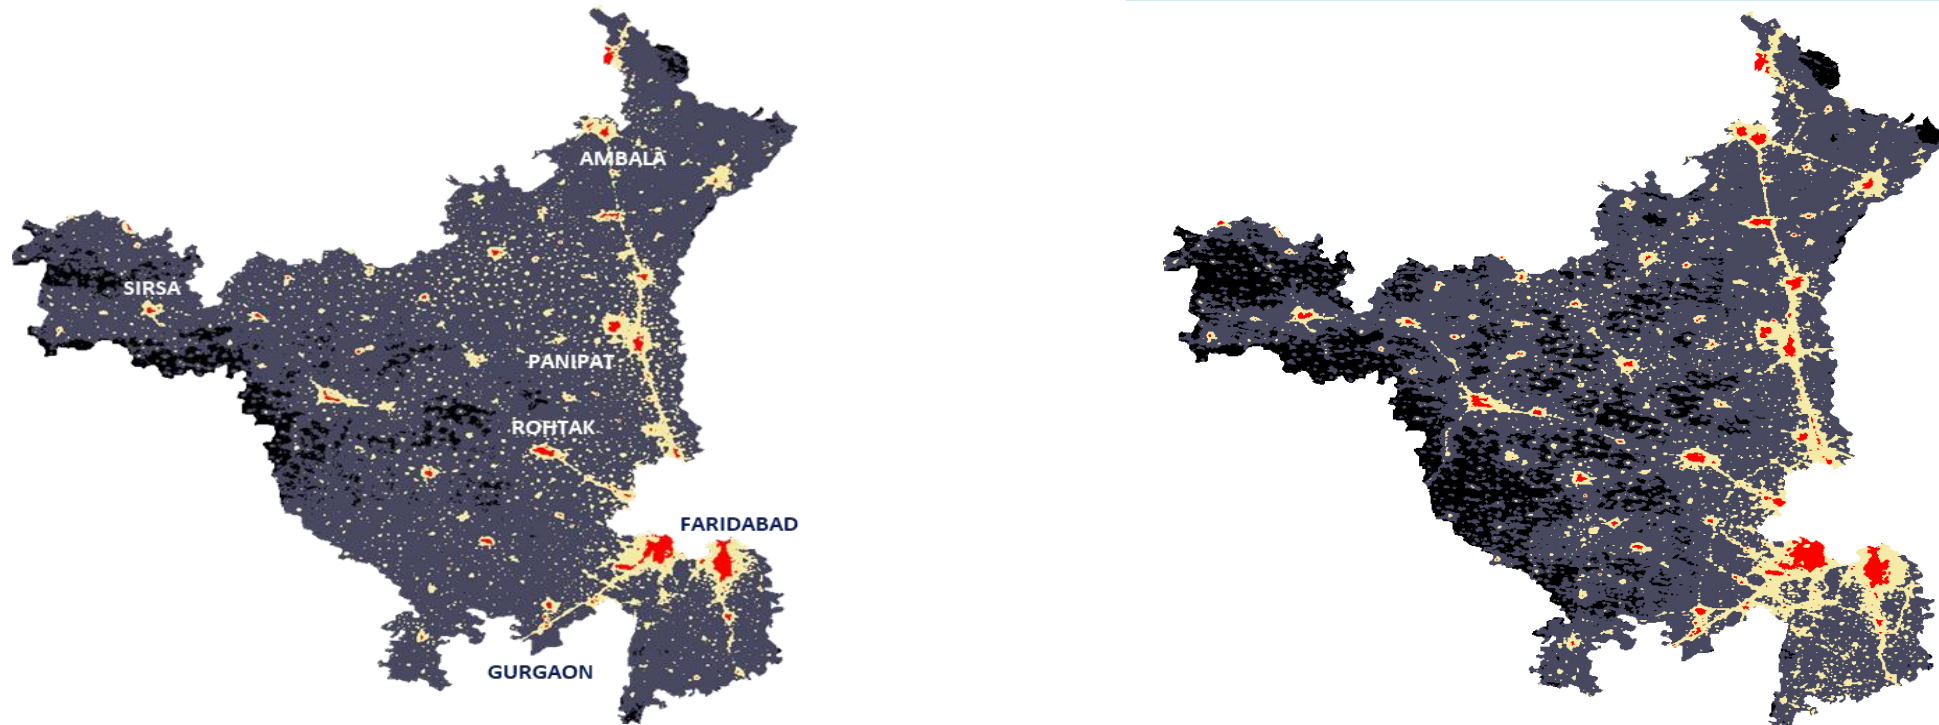 AMBALA
SIRSA
PANIPAT
ROHTAK
FARIDABAD
GURGAON